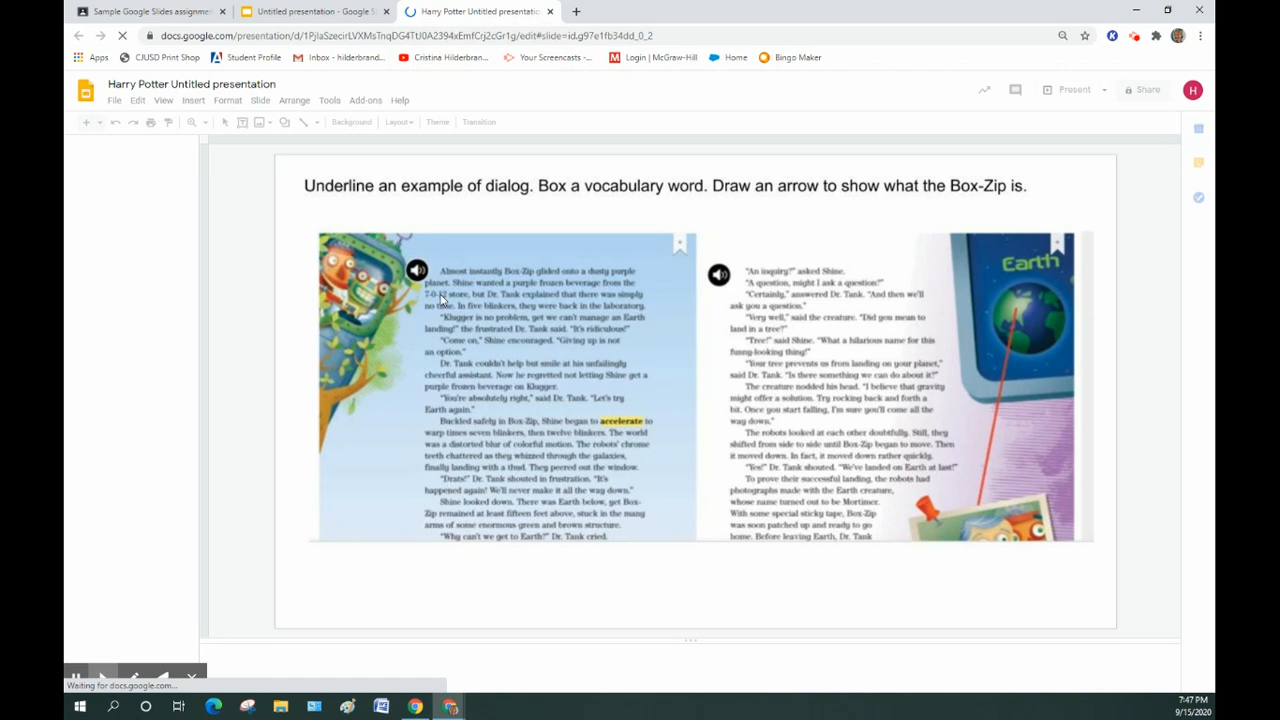 Sample Google Slides assignme
Untitled presentation - Google S
Harry Potter Untitled presentatio
docs.google.com/presentation/d/1PjlaSzecirLVXMsTnqDG4TtJ0A2394xEmfCrj2cGr1g/edit#slide=id.g97e1fb34dd_0_2
Apps
CJUSD Print Shop
Student Profile
Inbox - hilderbrand...
Cristina Hilderbran...
Your Screencasts -...
Login | McGraw-Hill
Home
Bingo Maker
Harry Potter Untitled presentation
File Edit View Insert Format Slide Arrange Tools Add-ons Help
Present
Share
H
Background Layout Theme Transition
Underline an example of dialog. Box a vocabulary word. Draw an arrow to show what the Box-Zip is.
Almost instantly Box-Zip glided onto a dusty purple
planet. Shine wanted a purple frozen beverage from the
7-0-12 store, but Dr. Tank explained that there was simply
no time. In five blinkers, they were back in the laboratory.
"Klugger is no problem, yet we can't manage an Earth
landing!" the frustrated Dr. Tank said. "It's ridiculous!"
"Come on," Shine encouraged. "Giving up is not
an option."
Dr. Tank couldn't help but smile at his unfailingly
cheerful assistant. Now he regretted not letting Shine get a
purple frozen beverage on Klugger.
"You're absolutely right," said Dr. Tank. "Let's try
Earth again."
Buckled safely in Box-Zip, Shine began to accelerate to
warp times seven blinkers, then twelve blinkers. The world
was a distorted blur of colorful motion. The robots' chrome
teeth chattered as they whizzed through the galaxies,
finally landing with a thud. They peered out the window.
"Drats!" Dr. Tank shouted in frustration. "It's
happened again! We'll never make it all the way down."
Shine looked down. There was Earth below, yet Box-
Zip remained at least fifteen feet above, stuck in the many
arms of some enormous green and brown structure.
"Why can't we get to Earth?" Dr. Tank cried.
"An inquiry?" asked Shine.
"A question, might I ask a question?"
"Certainly," answered Dr. Tank. "And then we'll
ask you a question."
"Very well," said the creature. "Did you mean to
land in a tree?"
"Tree!" said Shine. "What a hilarious name for this
funny-looking thing!"
"Your tree prevents us from landing on your planet,"
said Dr. Tank. "Is there something we can do about it?"
The creature nodded his head. "I believe that gravity
might offer a solution. Try rocking back and forth a
bit. Once you start falling, I'm sure you'll come all the
way down."
The robots looked at each other doubtfully. Still, they
shifted from side to side until Box-Zip began to move. Then
it moved down. In fact, it moved down rather quickly.
"Yes!" Dr. Tank shouted. "We've landed on Earth at last!"
To prove their successful landing, the robots had
photographs made with the Earth creature,
whose name turned out to be Mortimer.
With some special sticky tape, Box-Zip
was soon patched up and ready to go
home. Before leaving Earth, Dr. Tank
Earth
Waiting for docs.google.com...
7:47 PM
9/15/2020